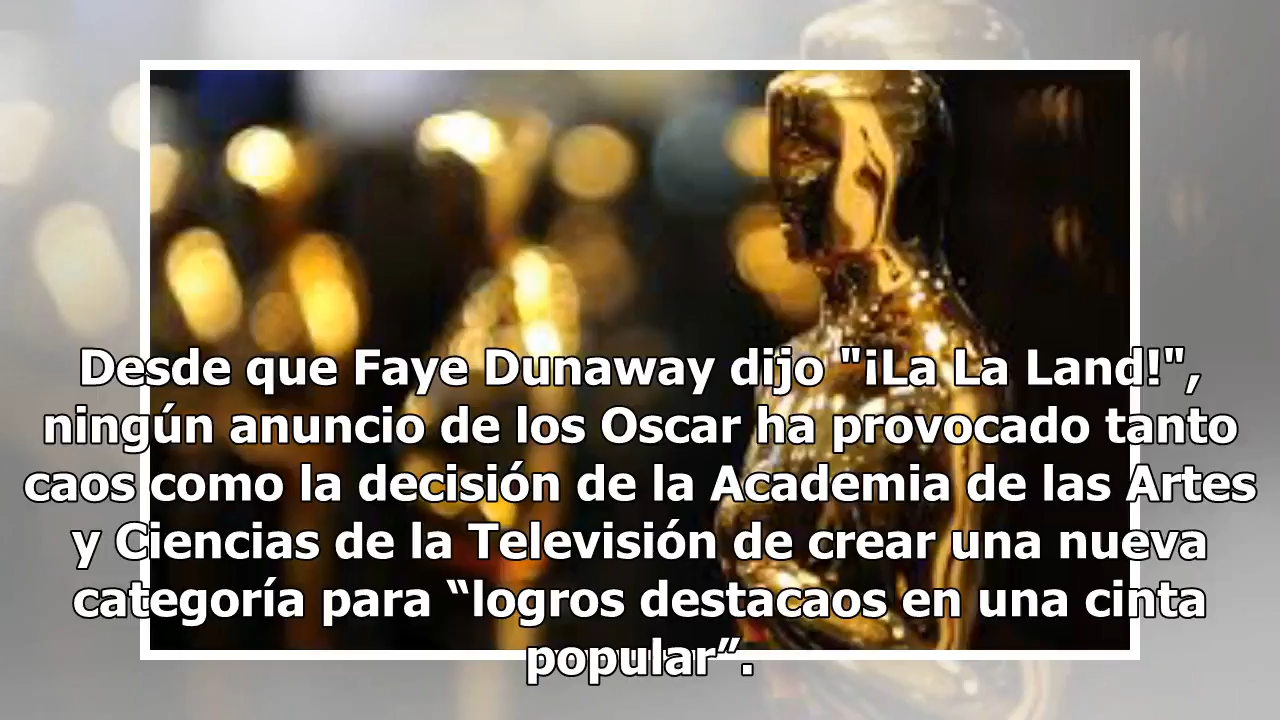 Desde que Faye Dunaway dijo "¡La La Land!",
ningún anuncio de los Oscar ha provocado tanto
caos como la decisión de la Academia de las Artes
y Ciencias de la Televisión de crear una nueva
categoría para “logros destacaos en una cinta
popular”.